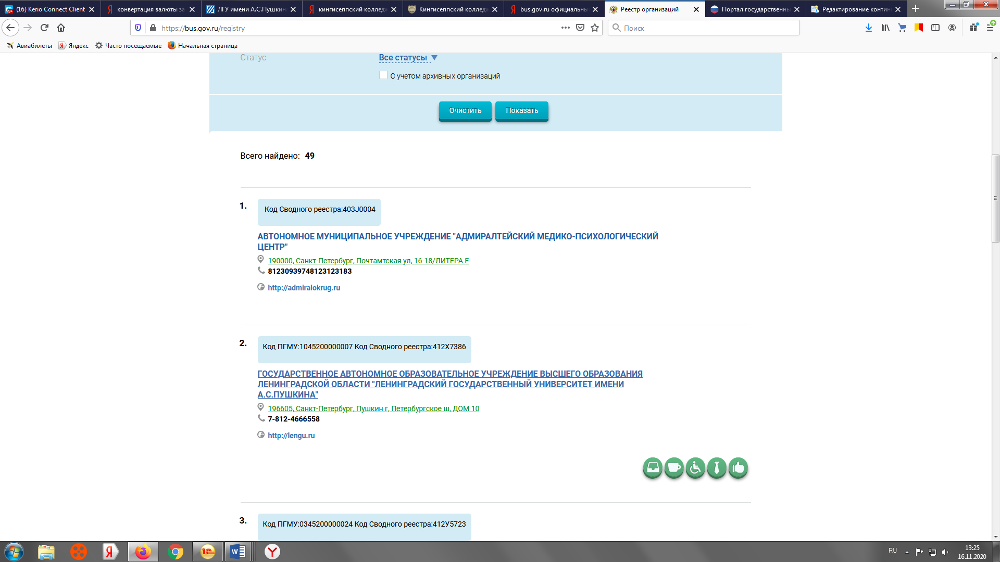 (16) Kerio Connect Client
конвертация валюты за
ЛГУ имени А.С.Пушкин
кингисеппский коллед
Кингисеппский коллед
bus.gov.ru официальны
Реестр организаций
Портал государственны
Редактирование контин
https://bus.gov.ru/registry
Поиск
Авиабилеты
Яндекс
Часто посещаемые
Начальная страница
Статус
Все статусы
С учетом архивных организаций
Очистить
Показать
Всего найдено: 49
1.
Код Сводного реестра:403J0004
АВТОНОМНОЕ МУНИЦИПАЛЬНОЕ УЧРЕЖДЕНИЕ "АДМИРАЛТЕЙСКИЙ МЕДИКО-ПСИХОЛОГИЧЕСКИЙ
ЦЕНТР"
190000, Санкт-Петербург, Почтамтская ул, 16-18/ЛИТЕРА Е
81230939748123123183
http://admiralokrug.ru
2.
Код ПГМУ:1045200000007 Код Сводного реестра:412Х7386
ГОСУДАРСТВЕННОЕ АВТОНОМНОЕ ОБРАЗОВАТЕЛЬНОЕ УЧРЕЖДЕНИЕ ВЫСШЕГО ОБРАЗОВАНИЯ
ЛЕНИНГРАДСКОЙ ОБЛАСТИ "ЛЕНИНГРАДСКИЙ ГОСУДАРСТВЕННЫЙ УНИВЕРСИТЕТ ИМЕНИ
А.С.ПУШКИНА"
196605, Санкт-Петербург, Пушкин г, Петербургское ш, ДОМ 10
7-812-4666558
http://lengu.ru
3.
Код ПГМУ:0345200000024 Код Сводного реестра:412У5723
RU
13:25
16.11.2020